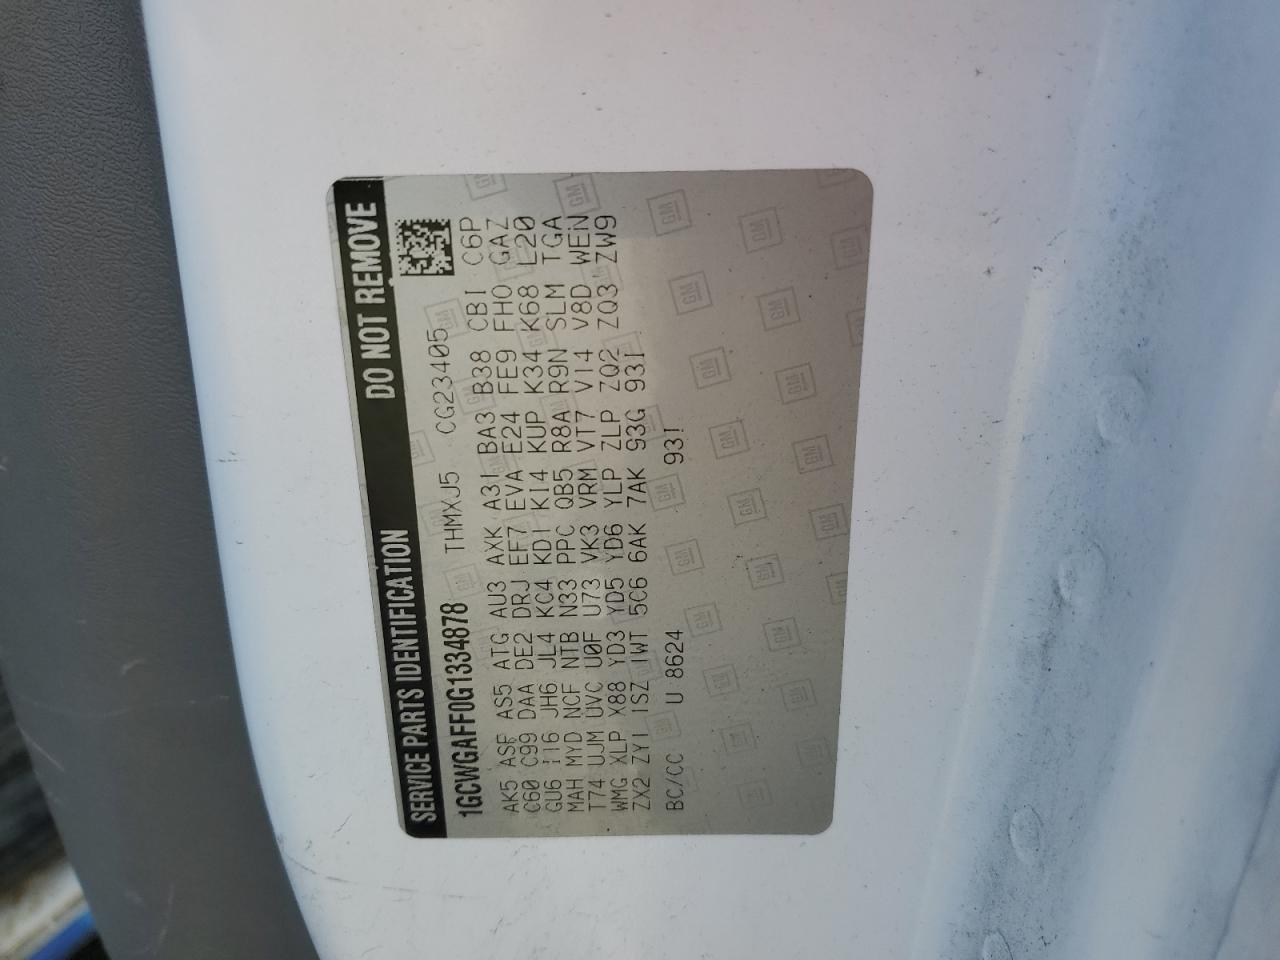 SERVICE PARTS IDENTIFICATION DO NOT REMOVE
1GCWGAFF0G1334878 THMXJ5 CG23405
AK5 ASF AS5 ATG AU3 AXK A31 BA3 B38 CBI C6P
C60 C99 DAA DE2 DRJ EF7 EVA E24 FE9 FHO GAZ
GU6 I16 JH6 JL4 KC4 KDI KI4 KUP K34 K68 L20
MAH MYD NCF NTB N33 PPC QB5 R8A R9N SLM TGA
T74 UJM UVC U0F U73 VK3 VRM VT7 V14 V8D WEN
WMG XLP X88 YD3 YD5 YD6 YLP ZLP ZQ2 ZQ3 ZW9
ZX2 ZY1 1SZ 1WT 5C6 6AK 7AK 93G 93I
BC/CC U 8624 93I